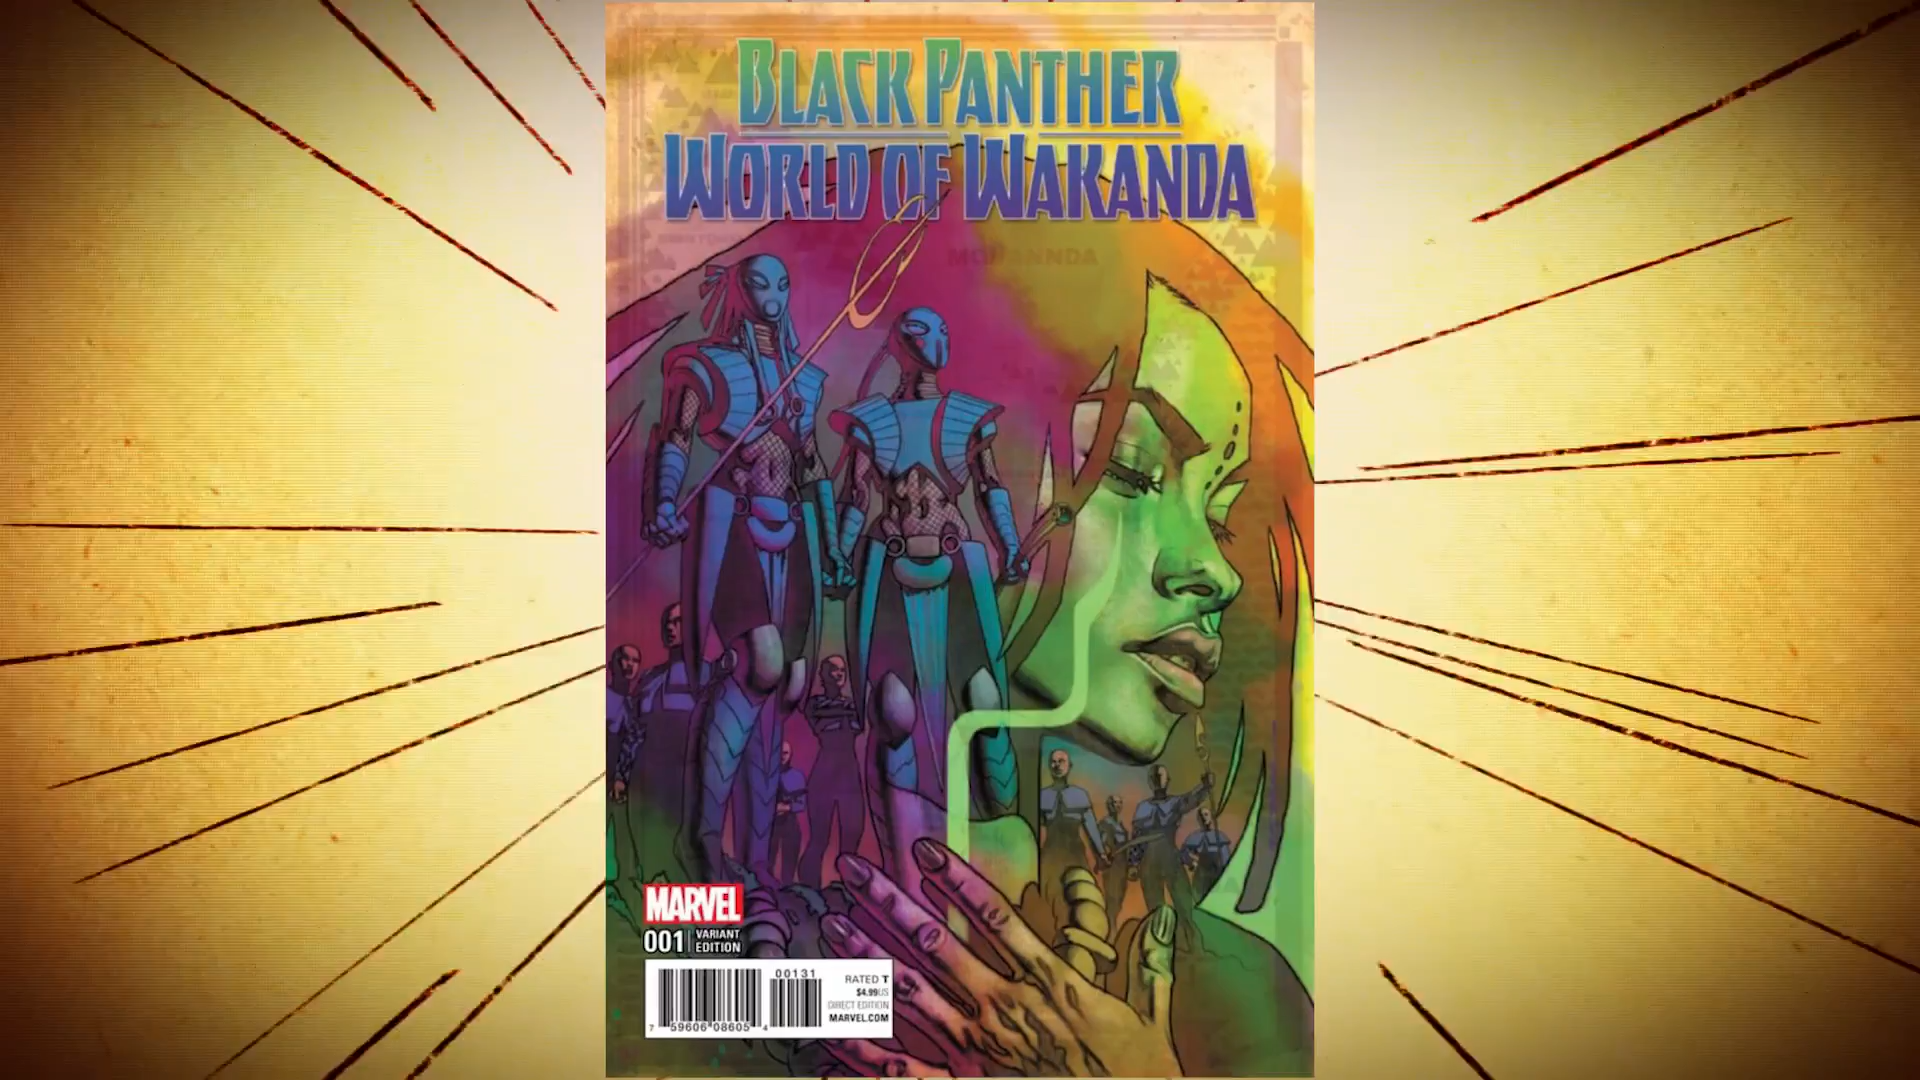 BLACK PANTHER
WORLD OF WAKANDA
MARVEL
001 VARIANT
EDITION
00131
RATED T
$4.99US
DIRECT EDITION
MARVEL.COM
7 59606 08605 4